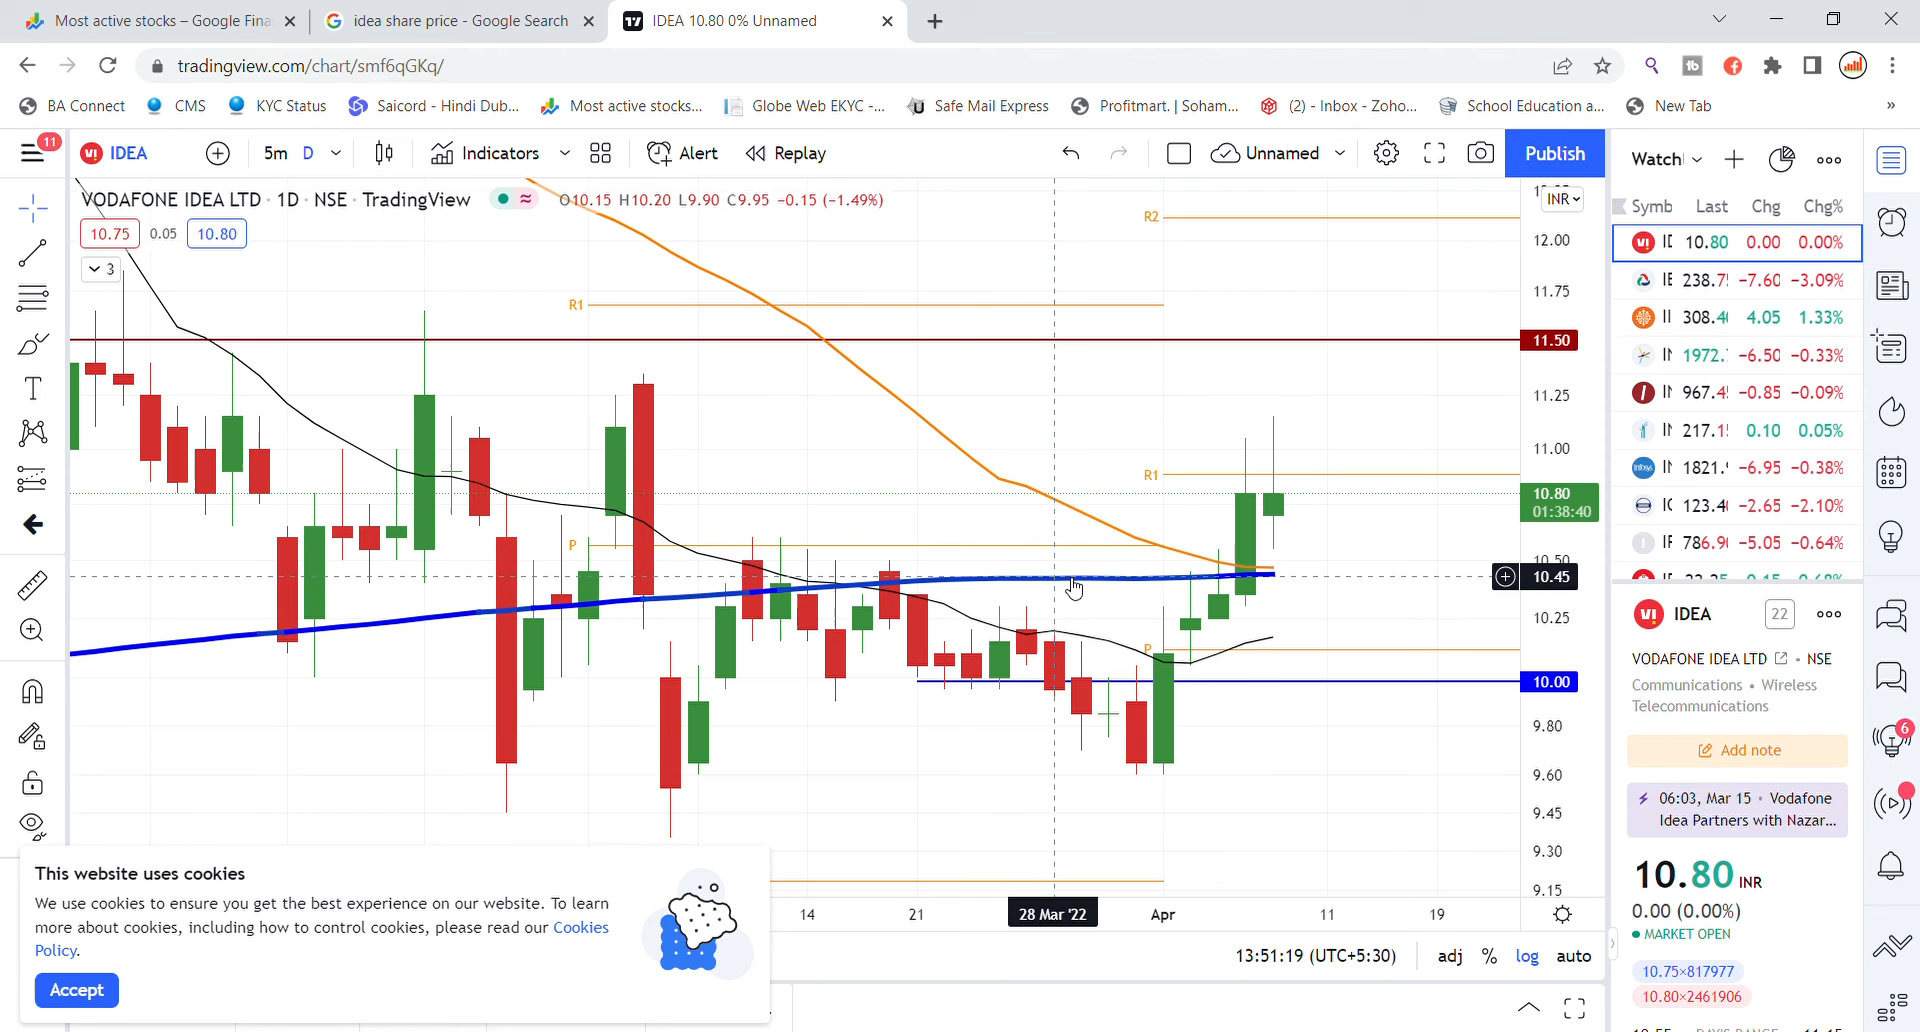 Most active stocks – Google Fina
idea share price - Google Search
IDEA 10.80 0% Unnamed
tradingview.com/chart/smf6qGKq/
BA Connect
CMS
KYC Status
Saicord - Hindi Dub...
Most active stocks...
Globe Web EKYC -...
Safe Mail Express
Profitmart. | Soham...
(2) - Inbox - Zoho...
School Education a...
New Tab
»
11
IDEA
5m D
Indicators
Alert
Replay
Unnamed
Publish
VODAFONE IDEA LTD · 1D · NSE · TradingView
O10.15 H10.20 L9.90 C9.95 −0.15 (−1.49%)
10.75 0.05 10.80
3
INR
R2
R1
R1
P
P
12.00
11.75
11.50
11.25
11.00
10.80
01:38:40
10.50
10.45
10.25
10.00
9.80
9.60
9.45
9.30
9.15
14 21 28 Mar '22 Apr 11 19
13:51:19 (UTC+5:30) adj % log auto
This website uses cookies
We use cookies to ensure you get the best experience on our website. To learn
more about cookies, including how to control cookies, please read our Cookies
Policy.
Accept
Watchl
Symb Last Chg Chg%
10.80 0.00 0.00%
238.75 −7.60 −3.09%
308.40 4.05 1.33%
1972. −6.50 −0.33%
967.45 −0.85 −0.09%
217.15 0.10 0.05%
1821. −6.95 −0.38%
123.40 −2.65 −2.10%
786.90 −5.05 −0.64%
IDEA 22
VODAFONE IDEA LTD • NSE
Communications • Wireless
Telecommunications
Add note
06:03, Mar 15 • Vodafone
Idea Partners with Nazar...
10.80 INR
0.00 (0.00%)
MARKET OPEN
10.75×817977
10.80×2461906
6